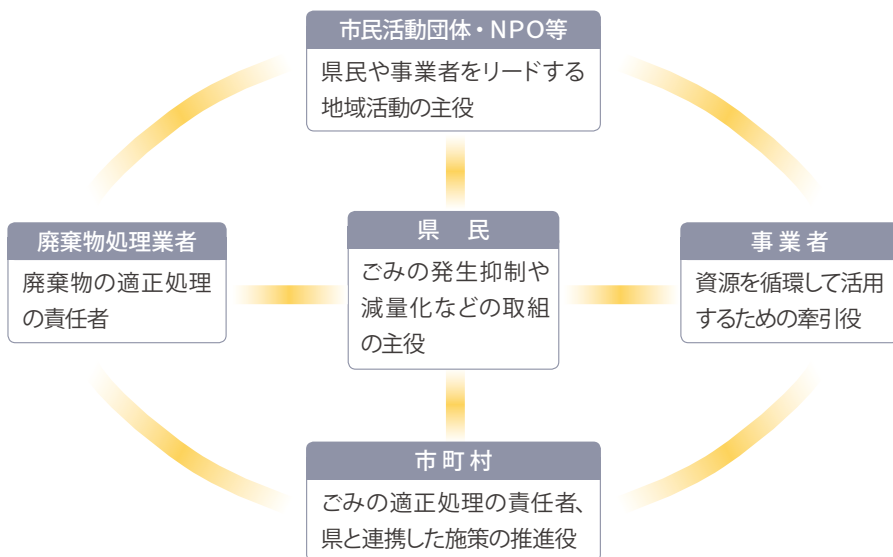 市民活動団体・NPO等
県民や事業者をリードする
地域活動の主役
廃棄物処理業者
廃棄物の適正処理
の責任者
県 民
ごみの発生抑制や
減量化などの取組
の主役
事業者
資源を循環して活用
するための牽引役
市町村
ごみの適正処理の責任者、
県と連携した施策の推進役